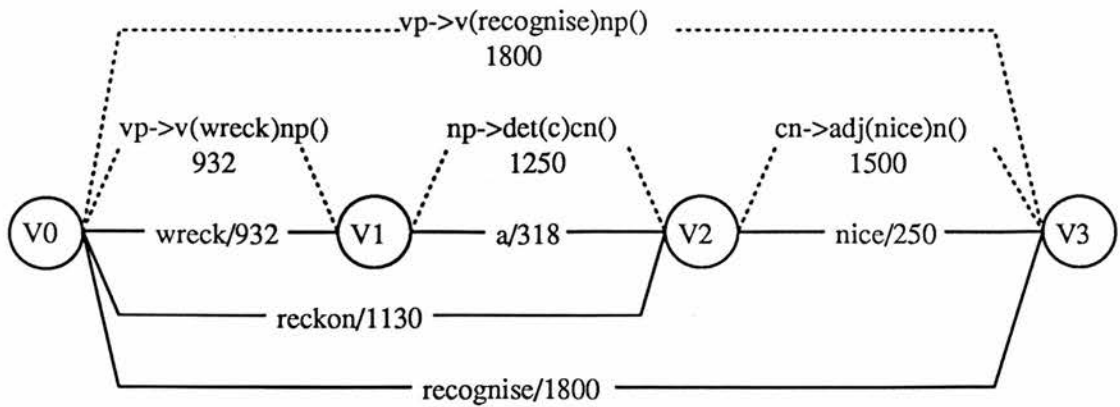 vp->v(recognise)np()
1800
vp->v(wreck)np() np->det(c)cn() cn->adj(nice)n()
932 1250 1500
V0 wreck/932 V1 a/318 V2 nice/250 V3
reckon/1130
recognise/1800